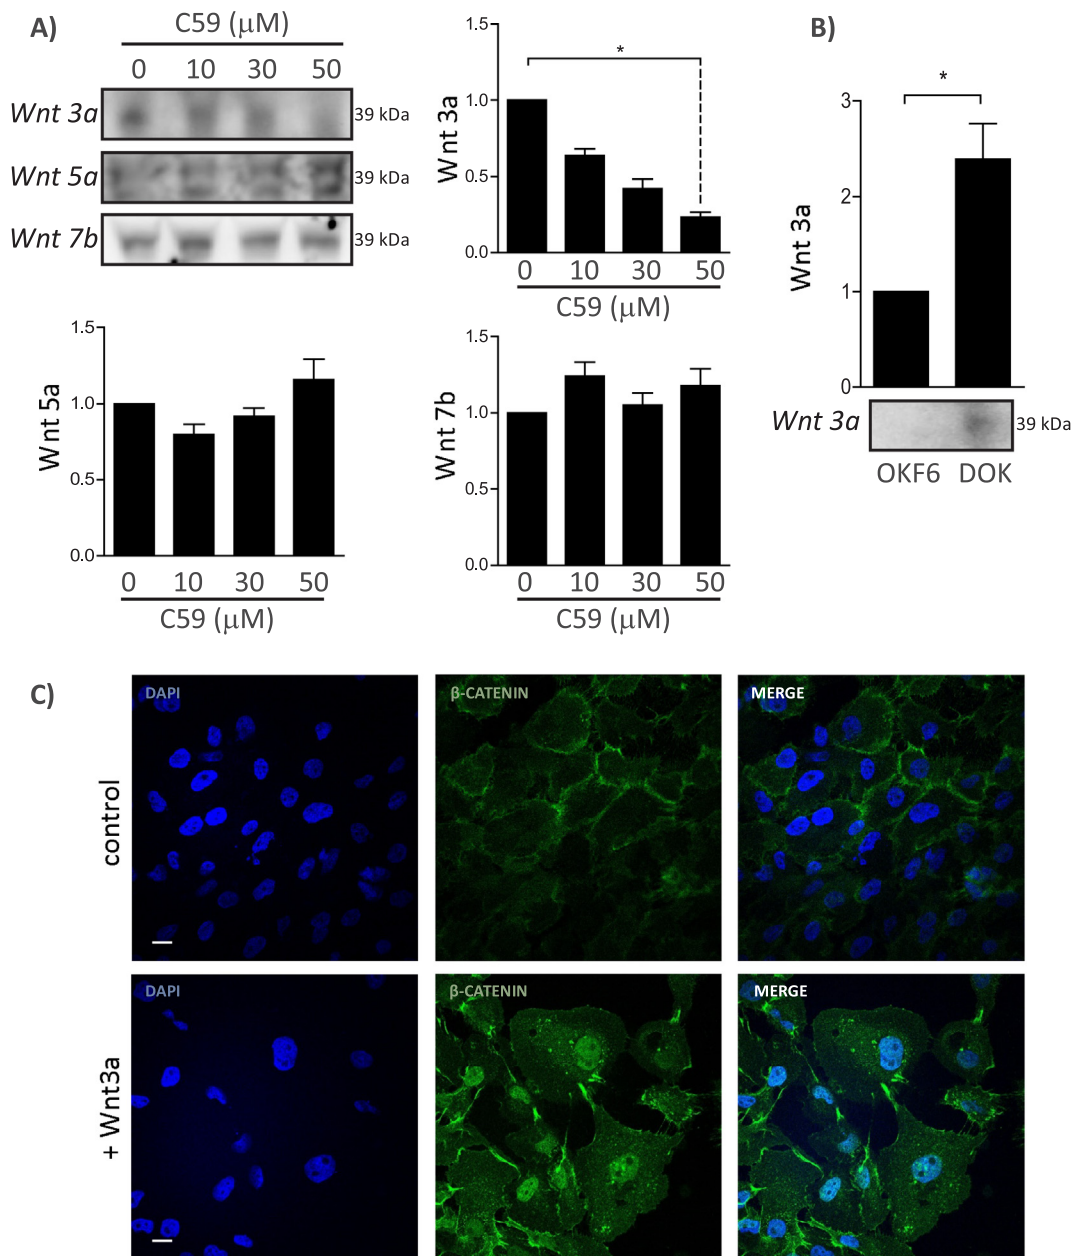 A)
C59 (μM)
0 10 30 50
Wnt 3a 39 kDa
Wnt 5a 39 kDa
Wnt 7b 39 kDa
*
Wnt 3a
1.5
1.0
0.5
0.0
0 10 30 50
C59 (μM)
B)
*
Wnt 3a
3
2
1
0
Wnt 3a 39 kDa
OKF6 DOK
Wnt 5a
1.5
1.0
0.5
0.0
0 10 30 50
C59 (μM)
Wnt 7b
1.5
1.0
0.5
0.0
0 10 30 50
C59 (μM)
C)
control
DAPI β-CATENIN MERGE
+ Wnt3a
DAPI β-CATENIN MERGE